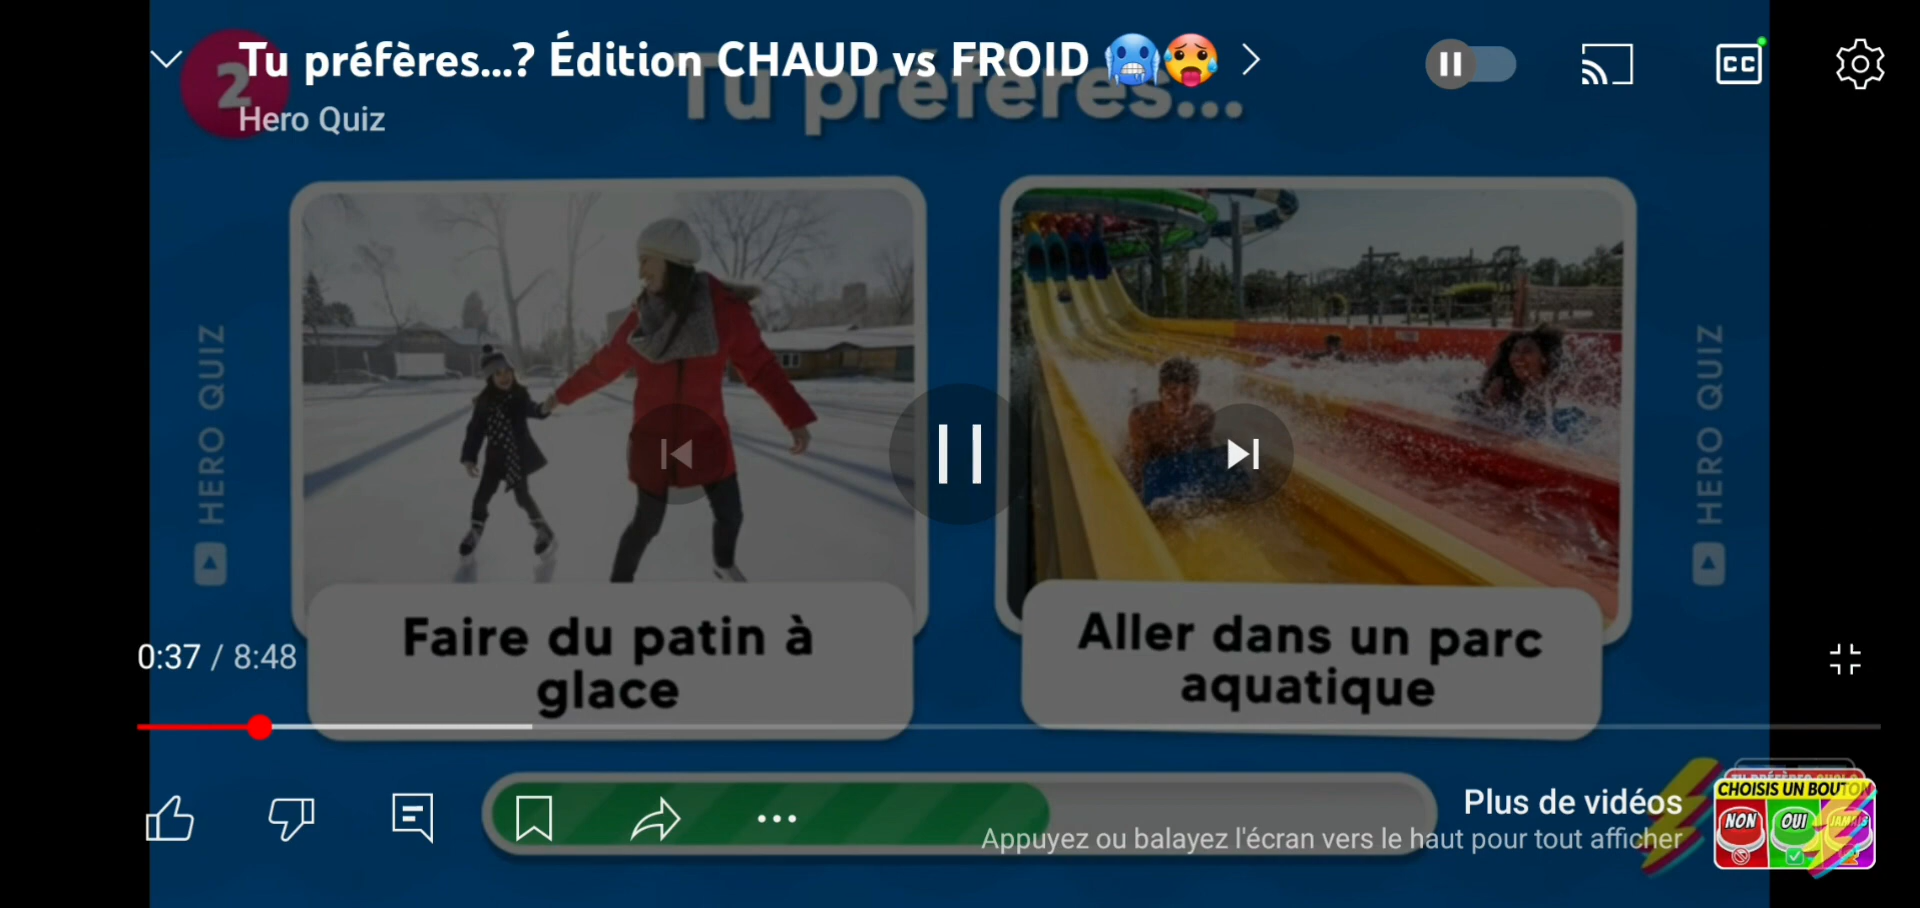 Tu préfères...? Édition CHAUD vs FROID 🥶🥵
Hero Quiz
2
Tu préfères...
CC
HERO QUIZ
HERO QUIZ
Faire du patin à
glace
Aller dans un parc
aquatique
0:37 / 8:48
Plus de vidéos
Appuyez ou balayez l'écran vers le haut pour tout afficher
CHOISIS UN BOUTON
NON
OUI
JAMAIS